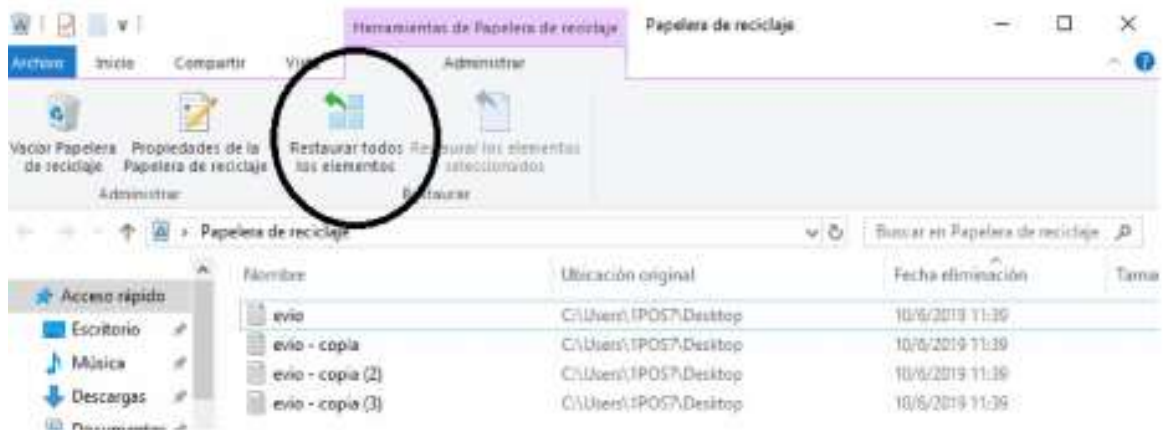 Herramientas de Papelera de reciclaje
Papelera de reciclaje
Archivo Inicio Compartir Vista Administrar
Vaciar Papelera de reciclaje
Propiedades de la Papelera de reciclaje
Restaurar todos los elementos
Restaurar los elementos seleccionados
Administrar
Restaurar
Papelera de reciclaje
Buscar en Papelera de reciclaje
Nombre Ubicación original Fecha eliminación
Acceso rápido
Escritorio
Música
Descargas
Documentos
evio C:\Users\TPOS7\Desktop 10/6/2019 11:39
evio - copia C:\Users\TPOS7\Desktop 10/6/2019 11:39
evio - copia (2) C:\Users\TPOS7\Desktop 10/6/2019 11:39
evio - copia (3) C:\Users\TPOS7\Desktop 10/6/2019 11:39